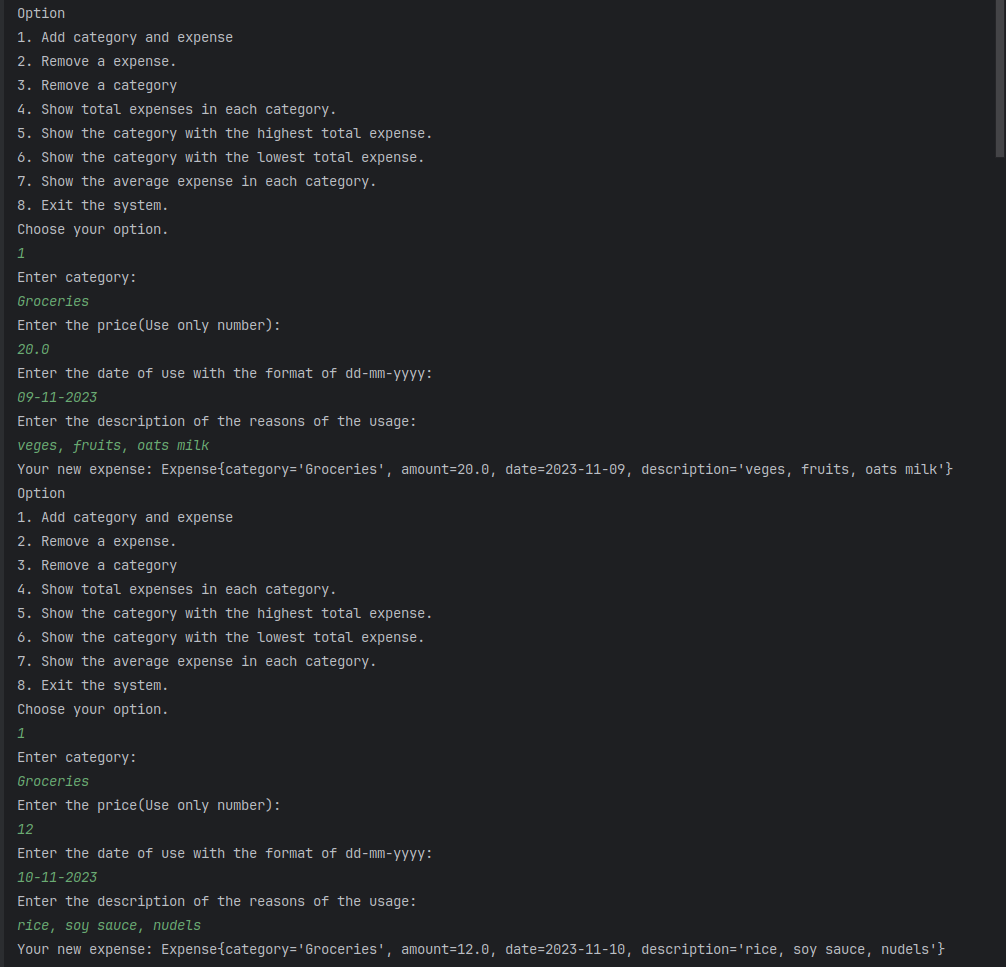 Option
1. Add category and expense
2. Remove a expense.
3. Remove a category
4. Show total expenses in each category.
5. Show the category with the highest total expense.
6. Show the category with the lowest total expense.
7. Show the average expense in each category.
8. Exit the system.
Choose your option.
1
Enter category:
Groceries
Enter the price(Use only number):
20.0
Enter the date of use with the format of dd-mm-yyyy:
09-11-2023
Enter the description of the reasons of the usage:
veges, fruits, oats milk
Your new expense: Expense{category='Groceries', amount=20.0, date=2023-11-09, description='veges, fruits, oats milk'}
Option
1. Add category and expense
2. Remove a expense.
3. Remove a category
4. Show total expenses in each category.
5. Show the category with the highest total expense.
6. Show the category with the lowest total expense.
7. Show the average expense in each category.
8. Exit the system.
Choose your option.
1
Enter category:
Groceries
Enter the price(Use only number):
12
Enter the date of use with the format of dd-mm-yyyy:
10-11-2023
Enter the description of the reasons of the usage:
rice, soy sauce, nudels
Your new expense: Expense{category='Groceries', amount=12.0, date=2023-11-10, description='rice, soy sauce, nudels'}